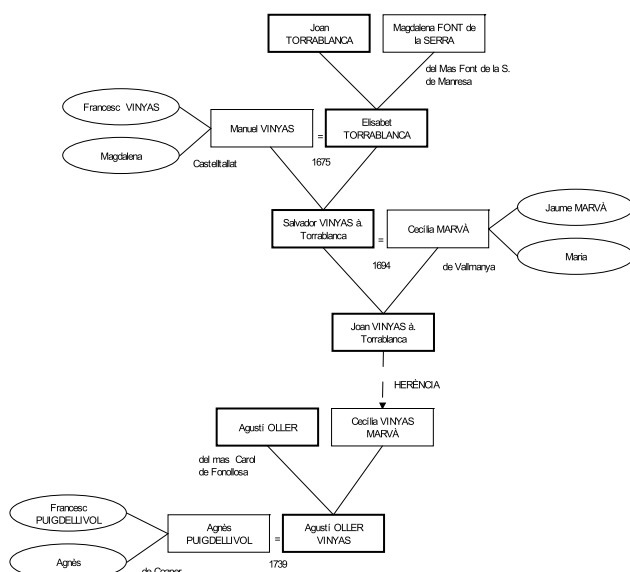 Joan
TORRABLANCA
Magdalena FONT de
la SERRA
del Mas Font de la S.
de Manresa
Francesc VINYAS
Manuel VINYAS
=
Elisabet
TORRABLANCA
Magdalena
Castelltallat
1675
Salvador VINYAS à.
Torrablanca
=
Cecília MARVÀ
Jaume MARVÀ
Maria
1694
de Vallmanya
Joan VINYAS à.
Torrablanca
HERÈNCIA
Agustí OLLER
Cecília VINYAS
MARVÀ
del mas Carol
de Fonollosa
Francesc
PUIGDELLIVOL
Agnès
PUIGDELLIVOL
=
Agustí OLLER
VINYAS
Agnès
1739